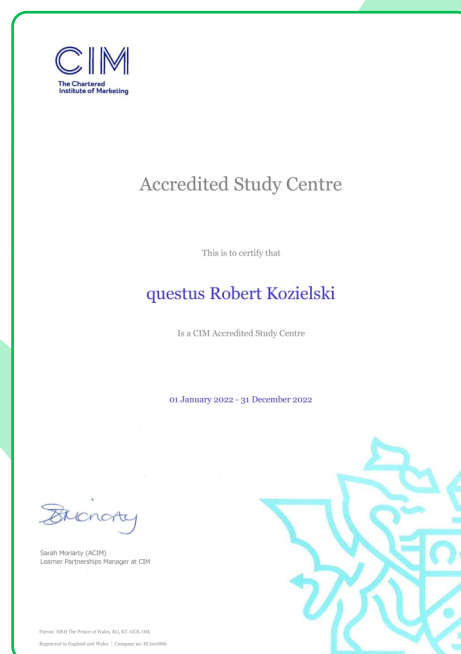 CIM
The Chartered
Institute of Marketing
Accredited Study Centre
This is to certify that
questus Robert Kozielski
Is a CIM Accredited Study Centre
01 January 2022 - 31 December 2022
Sarah Moriarty (ACIM)
Learner Partnerships Manager at CIM
Patron: HRH The Prince of Wales, KG, KT, GCB, OM.
Registered in England and Wales | Company no.